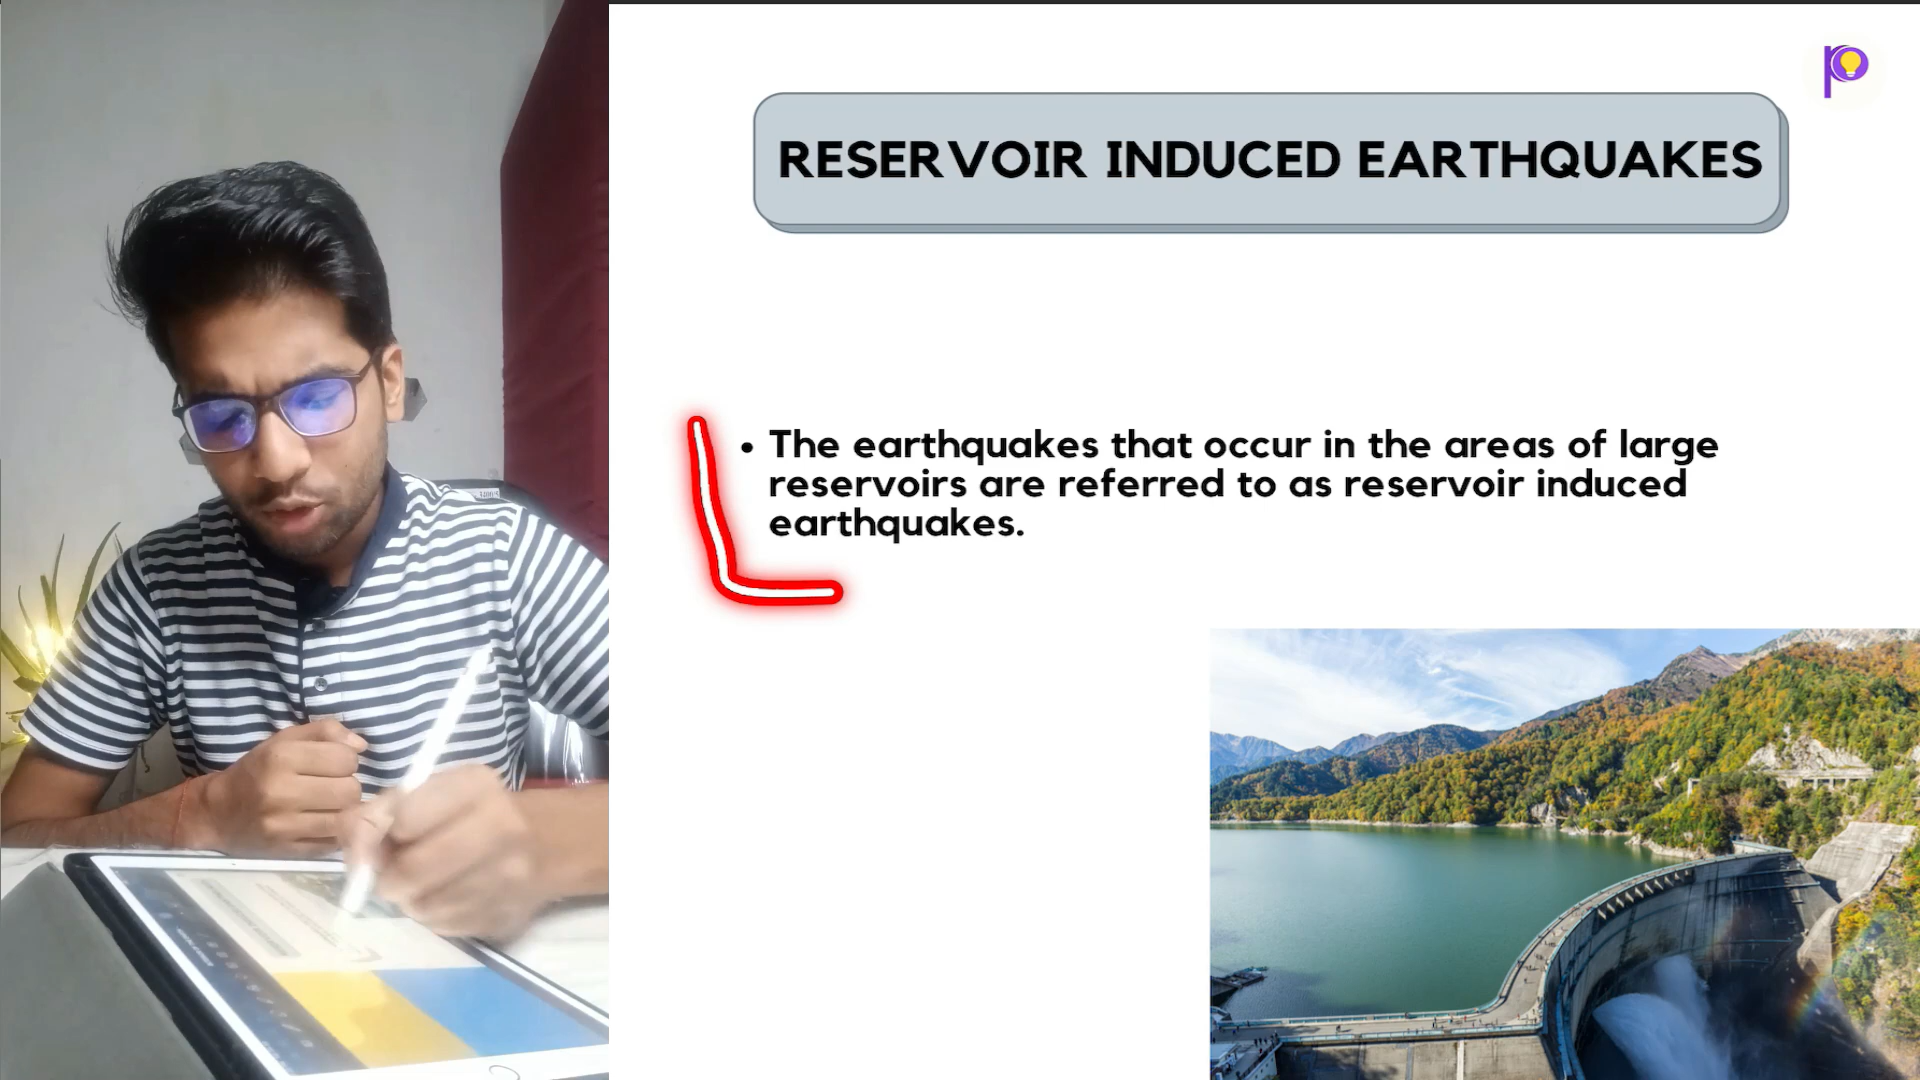 RESERVOIR INDUCED EARTHQUAKES
• The earthquakes that occur in the areas of large
reservoirs are referred to as reservoir induced
earthquakes.